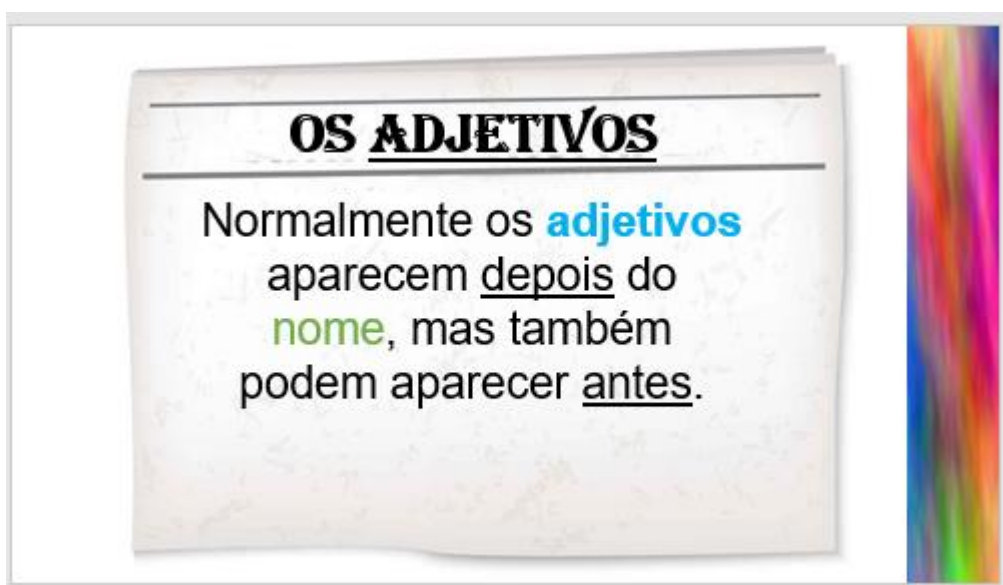 OS ADJETIVOS
Normalmente os adjetivos
aparecem depois do
nome, mas também
podem aparecer antes.